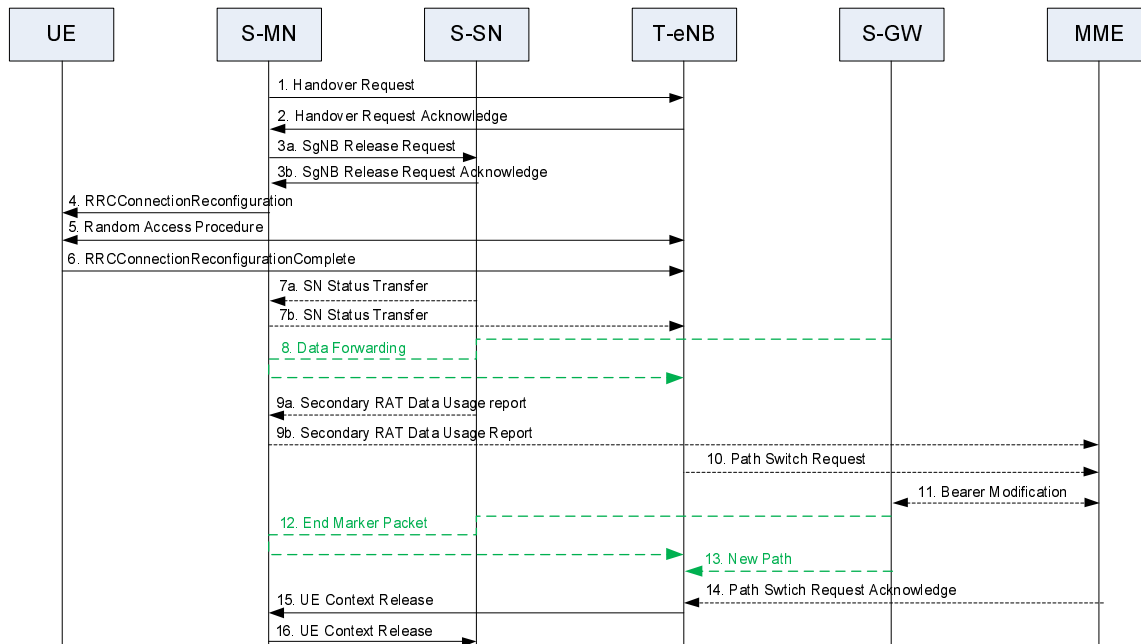 UE
S-MN
S-SN
T-eNB
S-GW
MME
1. Handover Request
2. Handover Request Acknowledge
3a. SgNB Release Request
3b. SgNB Release Request Acknowledge
4. RRCConnectionReconfiguration
5. Random Access Procedure
6. RRCConnectionReconfigurationComplete
7a. SN Status Transfer
7b. SN Status Transfer
8. Data Forwarding
9a. Secondary RAT Data Usage report
9b. Secondary RAT Data Usage Report
10. Path Switch Request
11. Bearer Modification
12. End Marker Packet
13. New Path
14. Path Swtich Request Acknowledge
15. UE Context Release
16. UE Context Release